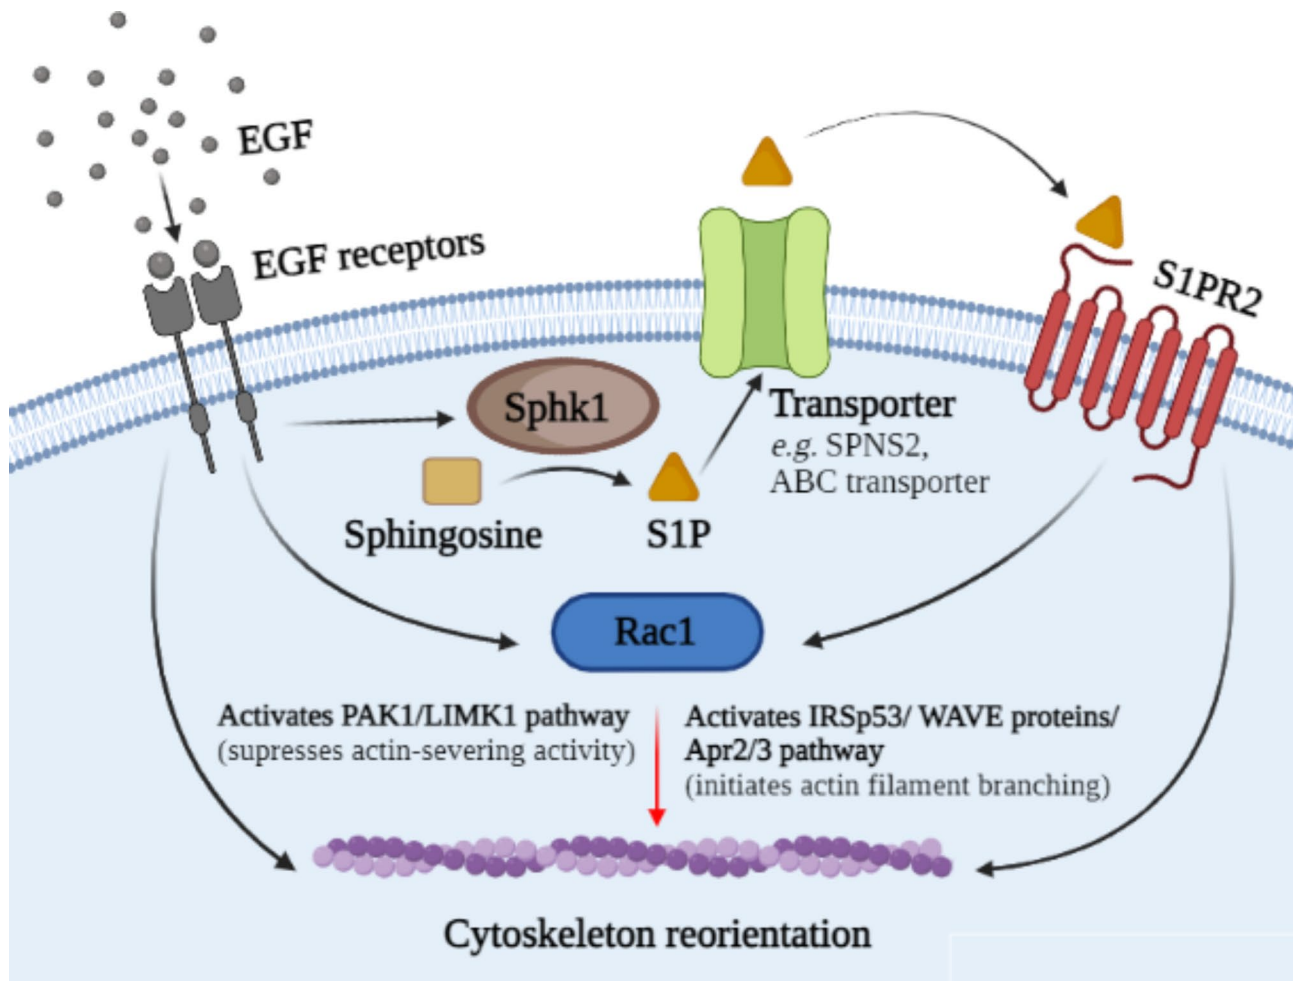 EGF
EGF receptors
S1PR2
Sphk1
Transporter
e.g. SPNS2,
ABC transporter
Sphingosine
S1P
Rac1
Activates PAK1/LIMK1 pathway
(supresses actin-severing activity)
Activates IRSp53/ WAVE proteins/
Apr2/3 pathway
(initiates actin filament branching)
Cytoskeleton reorientation